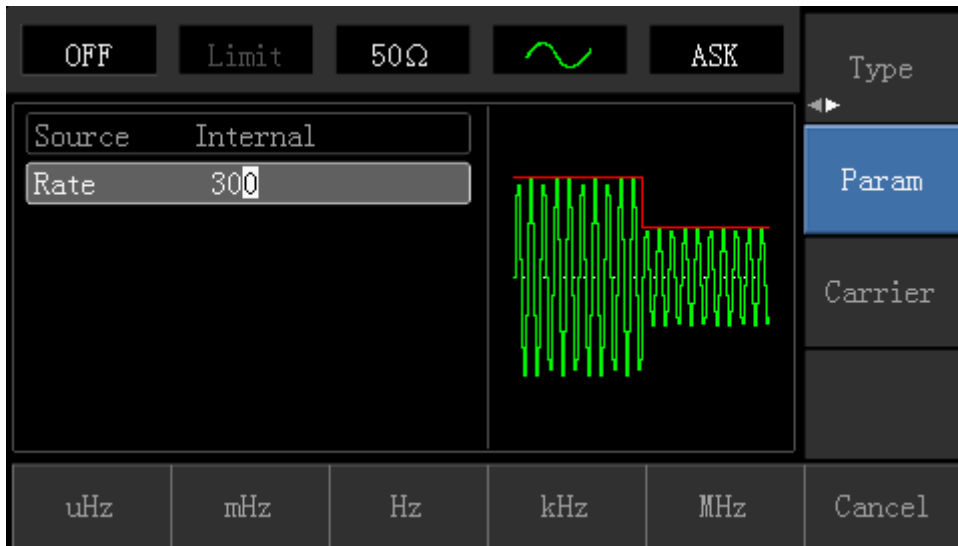 OFF Limit 50Ω ASK
Type
Source Internal
Rate 300
Param
Carrier
uHz mHz Hz kHz MHz Cancel